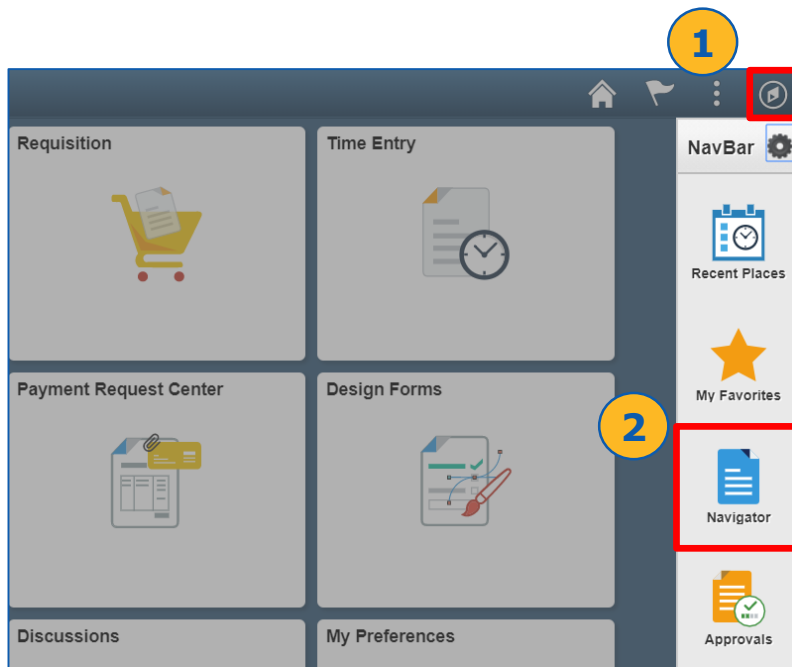 1
Requisition
Time Entry
NavBar
Recent Places
My Favorites
Payment Request Center
Design Forms
2
Navigator
Approvals
Discussions
My Preferences